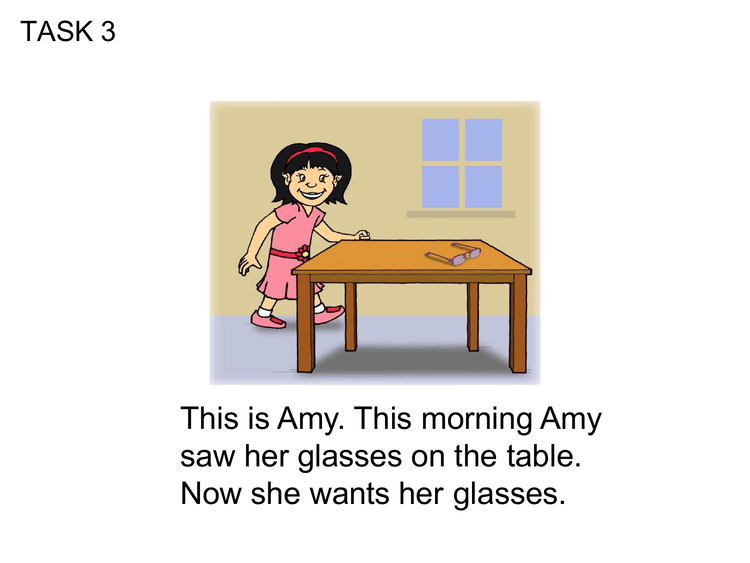 TASK 3
This is Amy. This morning Amy
saw her glasses on the table.
Now she wants her glasses.